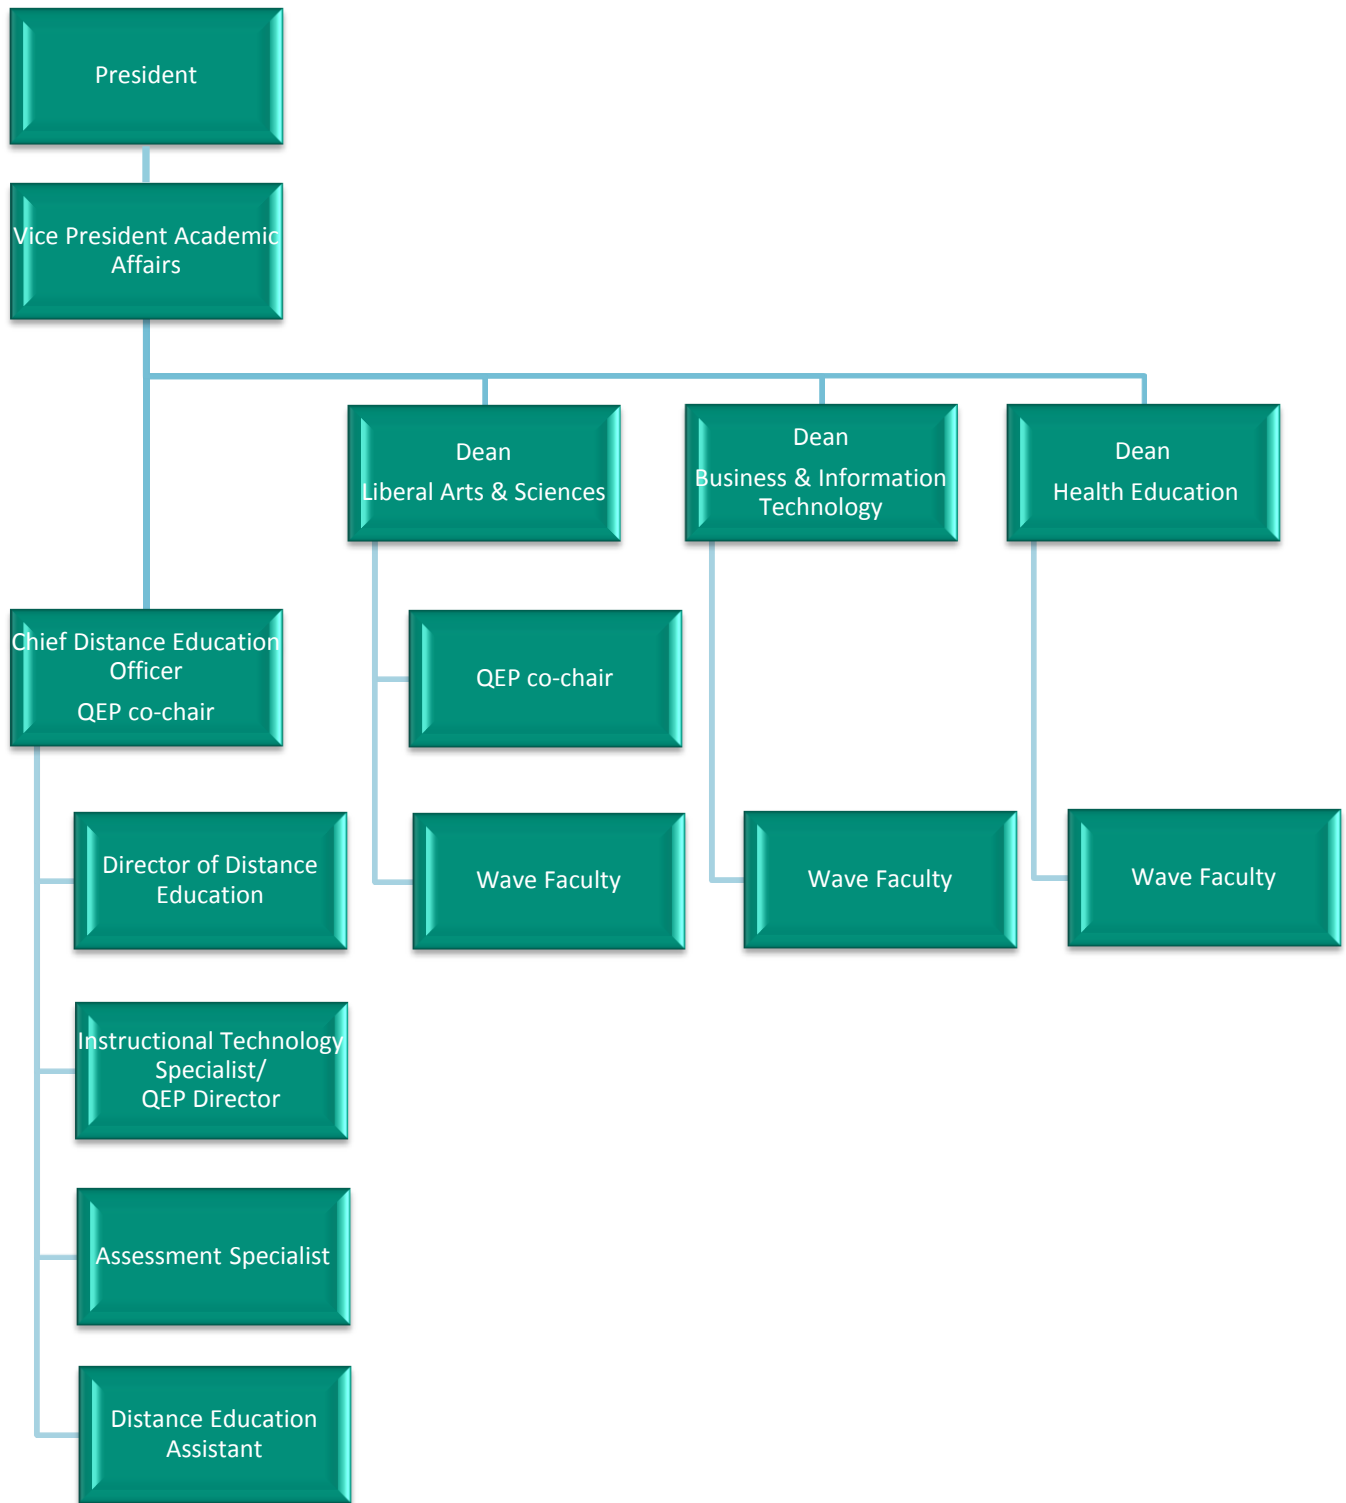 President
Vice President Academic
Affairs
Dean
Liberal Arts & Sciences
Dean
Business & Information
Technology
Dean
Health Education
Chief Distance Education
Officer
QEP co-chair
QEP co-chair
Director of Distance
Education
Wave Faculty
Wave Faculty
Wave Faculty
Instructional Technology
Specialist/
QEP Director
Assessment Specialist
Distance Education
Assistant